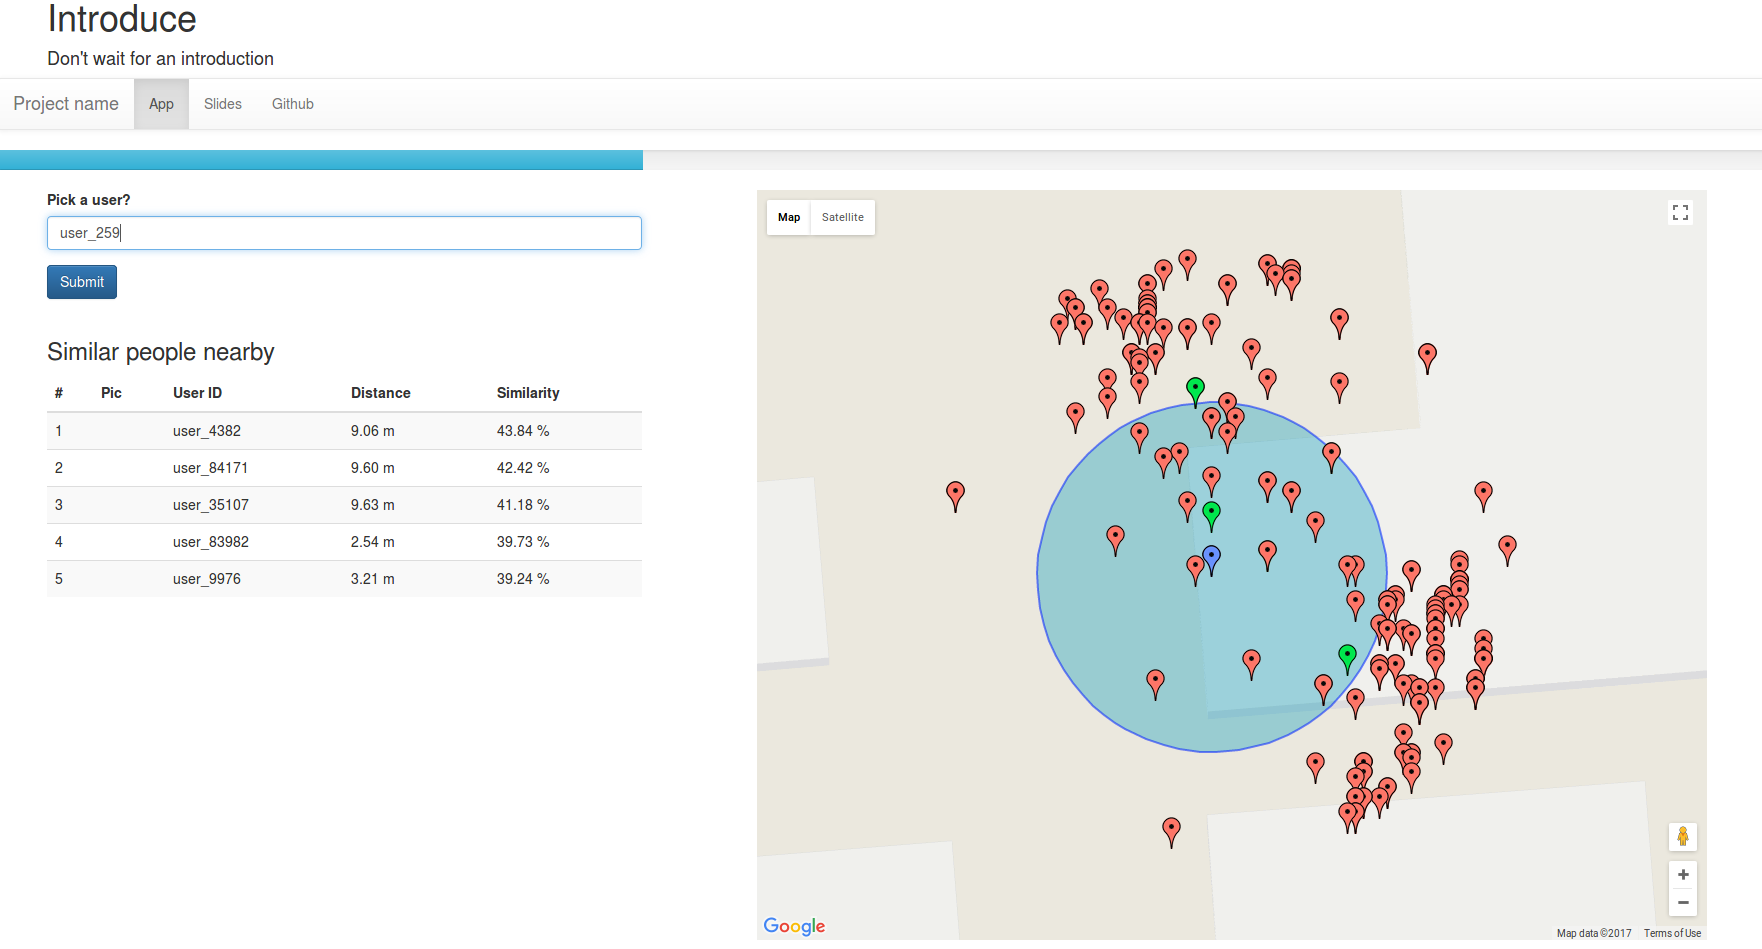 Introduce
Don't wait for an introduction
Project name App Slides Github
Pick a user?
user_259
Submit
Similar people nearby
# Pic User ID Distance Similarity
1 user_4382 9.06 m 43.84 %
2 user_84171 9.60 m 42.42 %
3 user_35107 9.63 m 41.18 %
4 user_83982 2.54 m 39.73 %
5 user_9976 3.21 m 39.24 %
Map Satellite
Google
Map data ©2017 Terms of Use